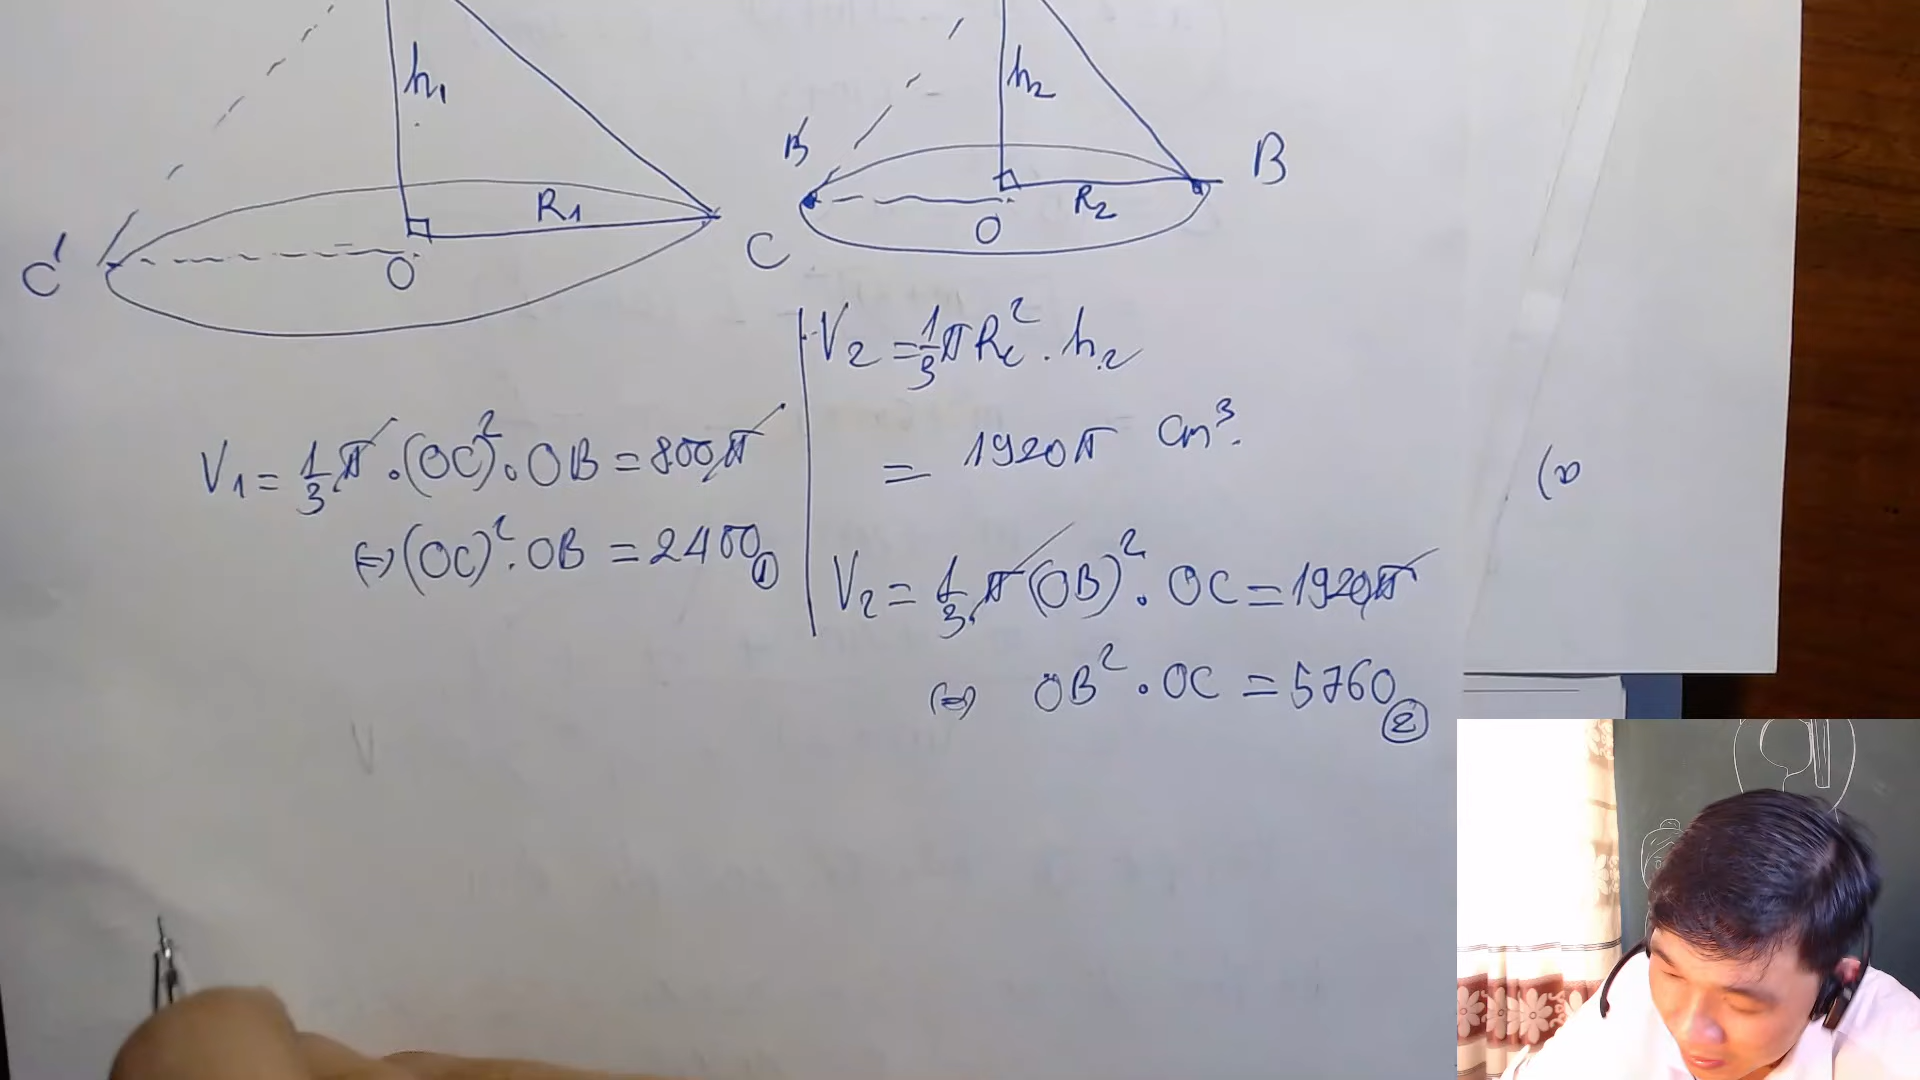 h₁
h₂
R₁
R₂
B'
B
C'
O
C
O
V₁ = 1/3 π . (OC)² . OB = 800π
⇔ (OC)² . OB = 2400 ①
V₂ = 1/3 π R₂² . h₂
= 1920π cm³.
V₂ = 1/3 . π (OB)² . OC = 1920π
⇔ OB² . OC = 5760 ②
V